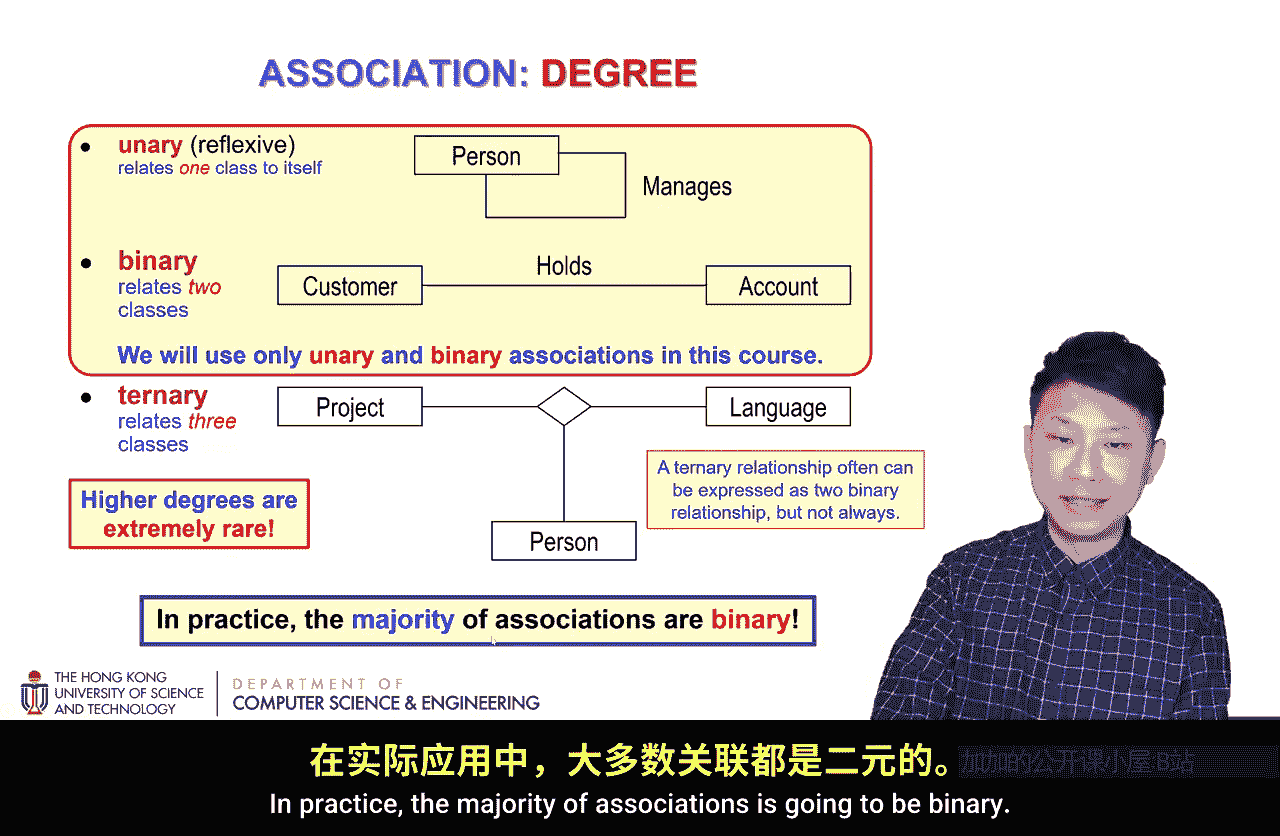 ASSOCIATION: DEGREE
● unary (reflexive)
relates one class to itself
Person
Manages
● binary
relates two
classes
Customer
Holds
Account
We will use only unary and binary associations in this course.
● ternary
relates three
classes
Project
Language
Person
A ternary relationship often can
be expressed as two binary
relationship, but not always.
Higher degrees are
extremely rare!
In practice, the majority of associations are binary!
THE HONG KONG
UNIVERSITY OF SCIENCE
AND TECHNOLOGY
DEPARTMENT OF
COMPUTER SCIENCE & ENGINEERING
在实际应用中，大多数关联都是二元的。
加加的公开课小屋 B站
In practice, the majority of associations is going to be binary.